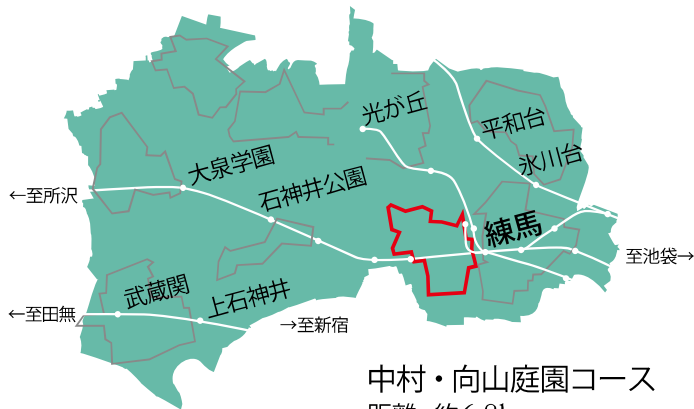 光が丘
平和台
氷川台
大泉学園
石神井公園
←至所沢
練馬
至池袋→
武蔵関
上石神井
←至田無
→至新宿
中村・向山庭園コース